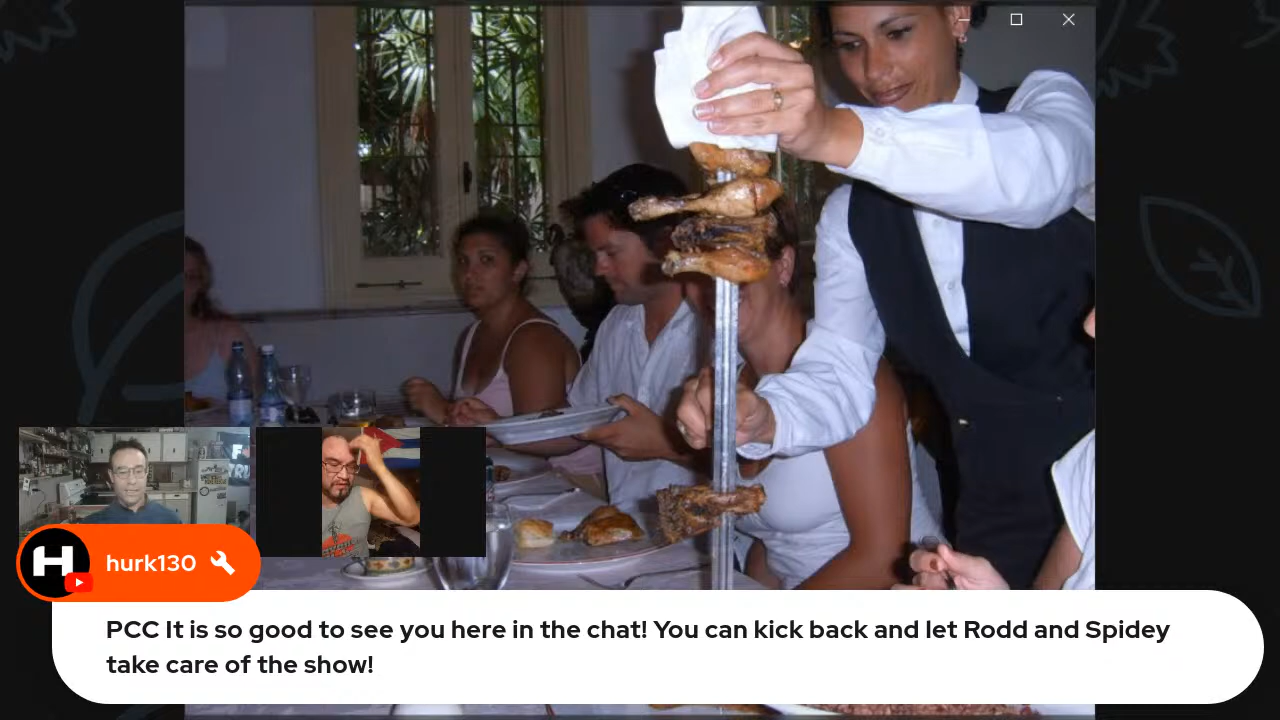 hurk130
PCC It is so good to see you here in the chat! You can kick back and let Rodd and Spidey
take care of the show!